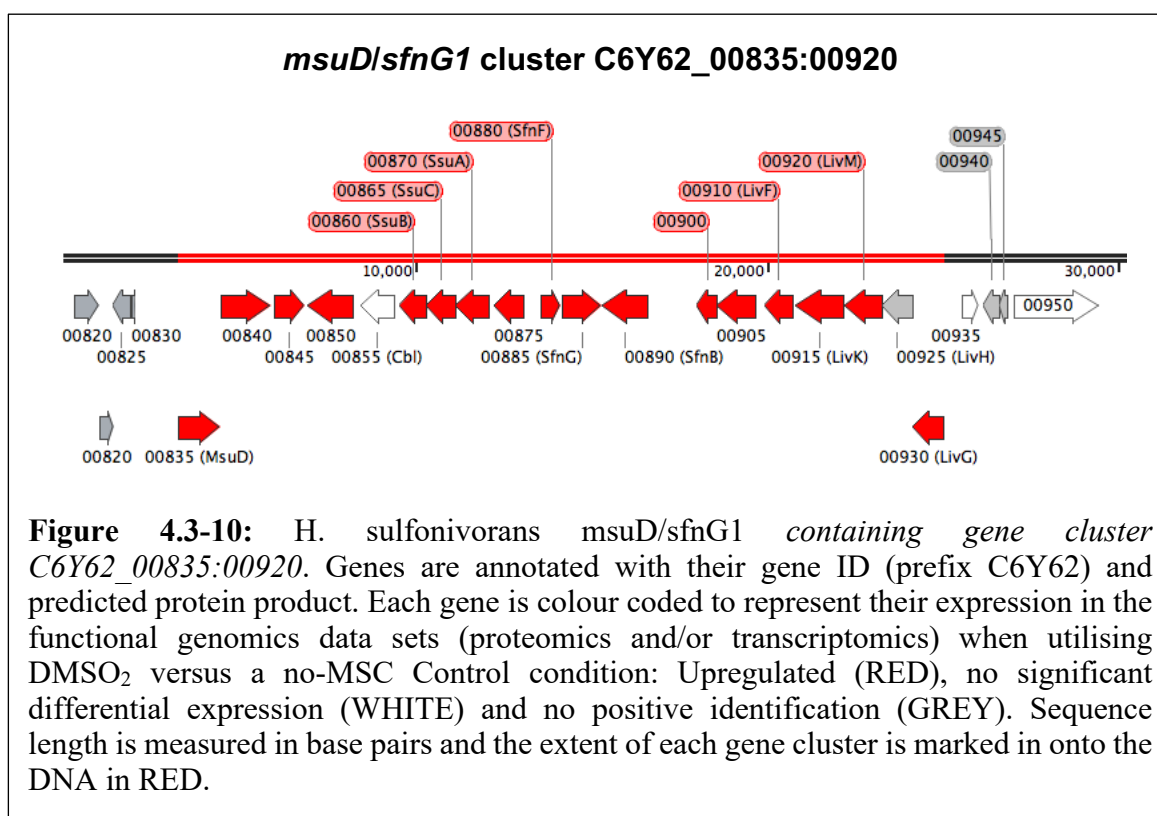 msuD/sfnG1 cluster C6Y62_00835:00920
00880 (SfnF)
00945
00870 (SsuA)
00920 (LivM)
00940
00865 (SsuC)
00910 (LivF)
00860 (SsuB)
00900
10,000
20,000
30,000
00950
00820
00830
00840
00850
00875
00905
00935
00825
00845
00855 (Cbl)
00885 (SfnG)
00890 (SfnB)
00915 (LivK)
00925 (LivH)
00820
00835 (MsuD)
00930 (LivG)
Figure 4.3-10: H. sulfonivorans msuD/sfnG1 containing gene cluster
C6Y62_00835:00920. Genes are annotated with their gene ID (prefix C6Y62) and
predicted protein product. Each gene is colour coded to represent their expression in the
functional genomics data sets (proteomics and/or transcriptomics) when utilising
DMSO₂ versus a no-MSC Control condition: Upregulated (RED), no significant
differential expression (WHITE) and no positive identification (GREY). Sequence
length is measured in base pairs and the extent of each gene cluster is marked in onto the
DNA in RED.